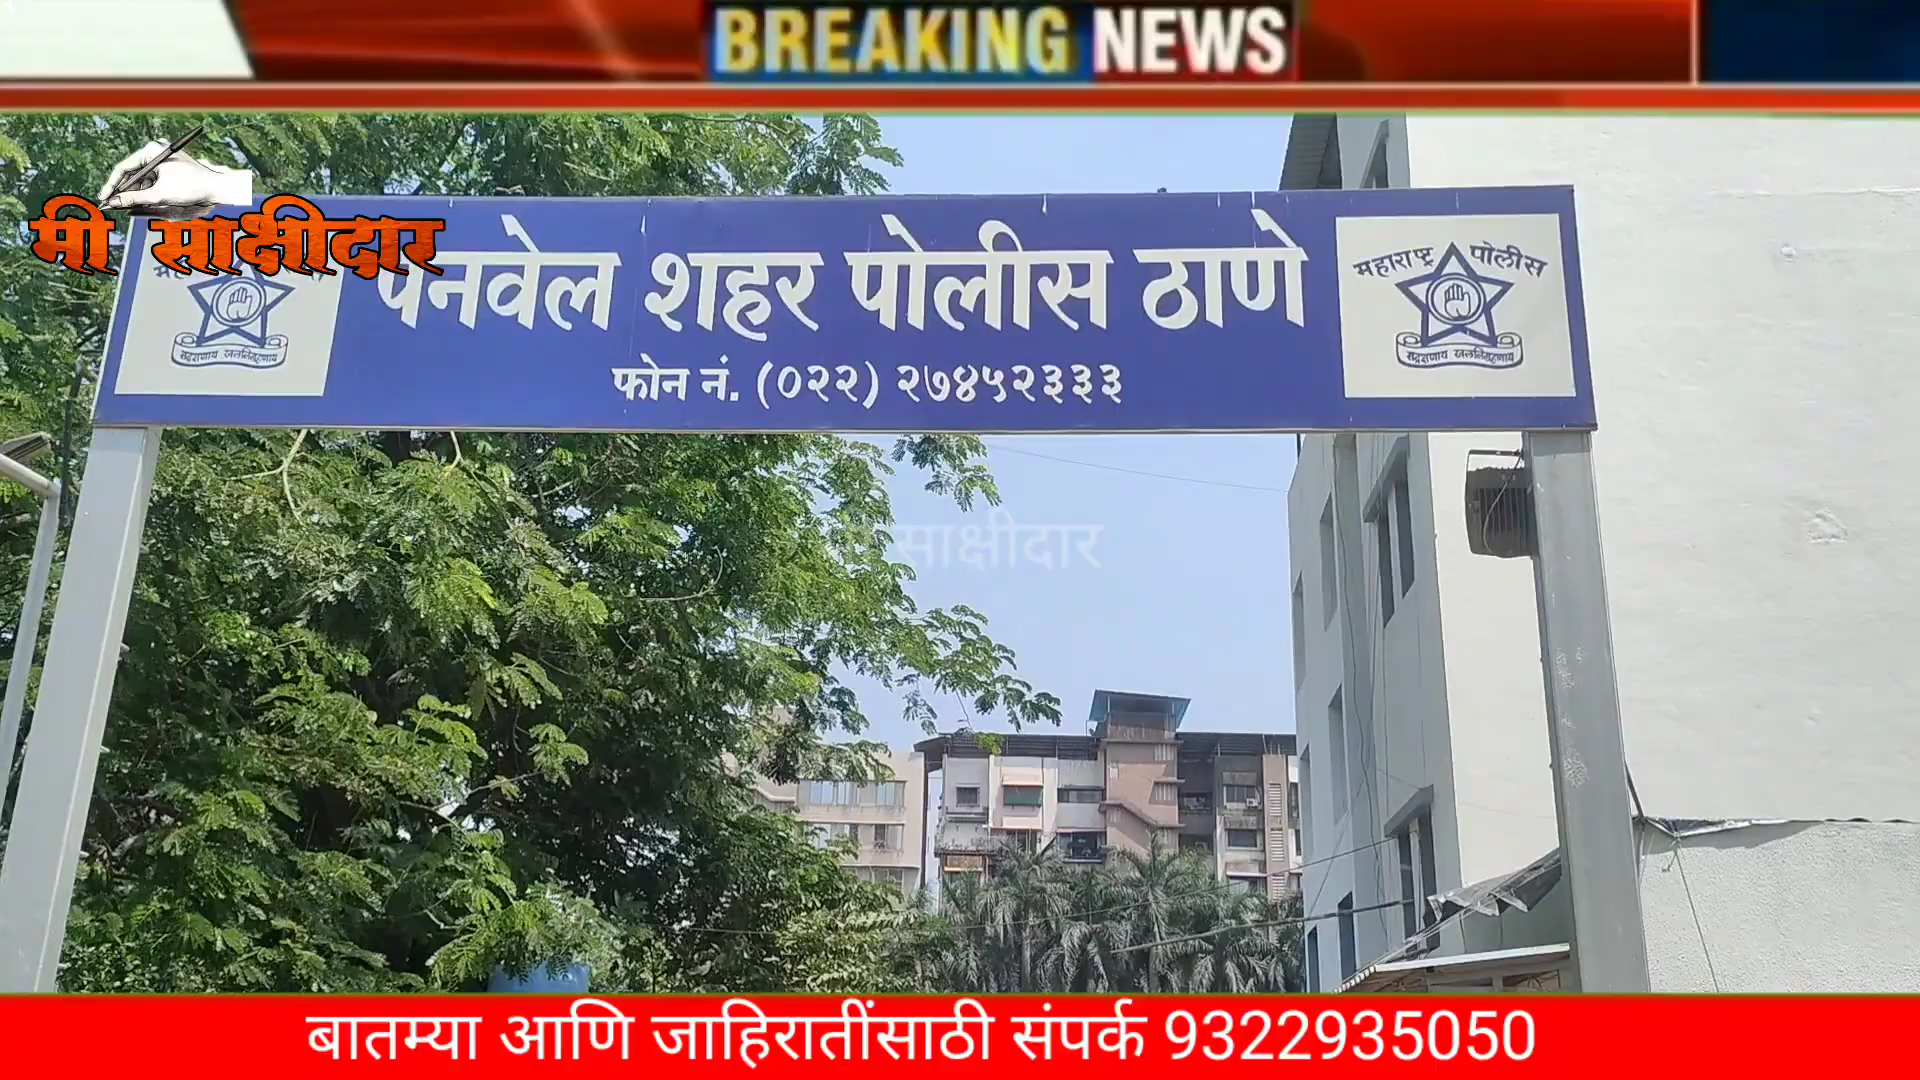 BREAKING NEWS
मी साक्षीदार
पनवेल शहर पोलीस ठाणे
महाराष्ट्र पोलीस
फोन नं. (०२२) २७४५२३३३
सद्रक्षणाय खलनिग्रहणाय
सद्रक्षणाय खलनिग्रहणाय
साक्षीदार
बातम्या आणि जाहिरातींसाठी संपर्क 9322935050